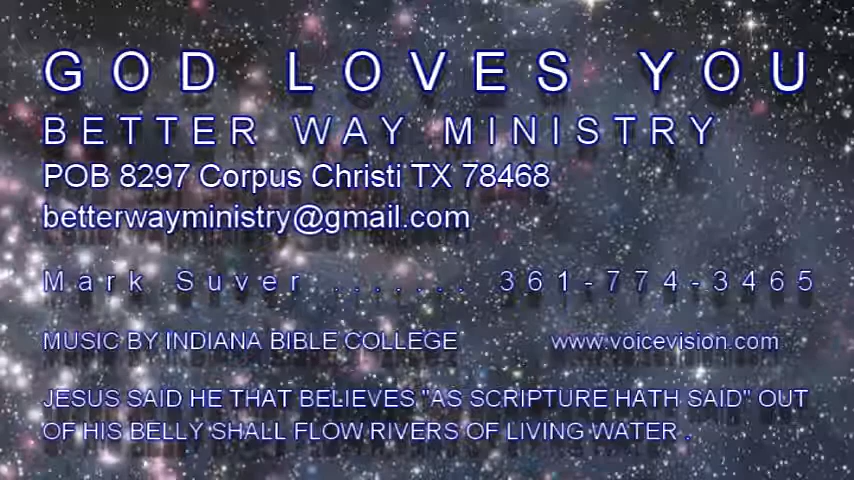 GOD LOVES YOU
BETTER WAY MINISTRY
POB 8297 Corpus Christi TX 78468
betterwayministry@gmail.com
Mark Suver ....... 361-774-3465
MUSIC BY INDIANA BIBLE COLLEGE www.voicevision.com
JESUS SAID HE THAT BELIEVES "AS SCRIPTURE HATH SAID" OUT
OF HIS BELLY SHALL FLOW RIVERS OF LIVING WATER .